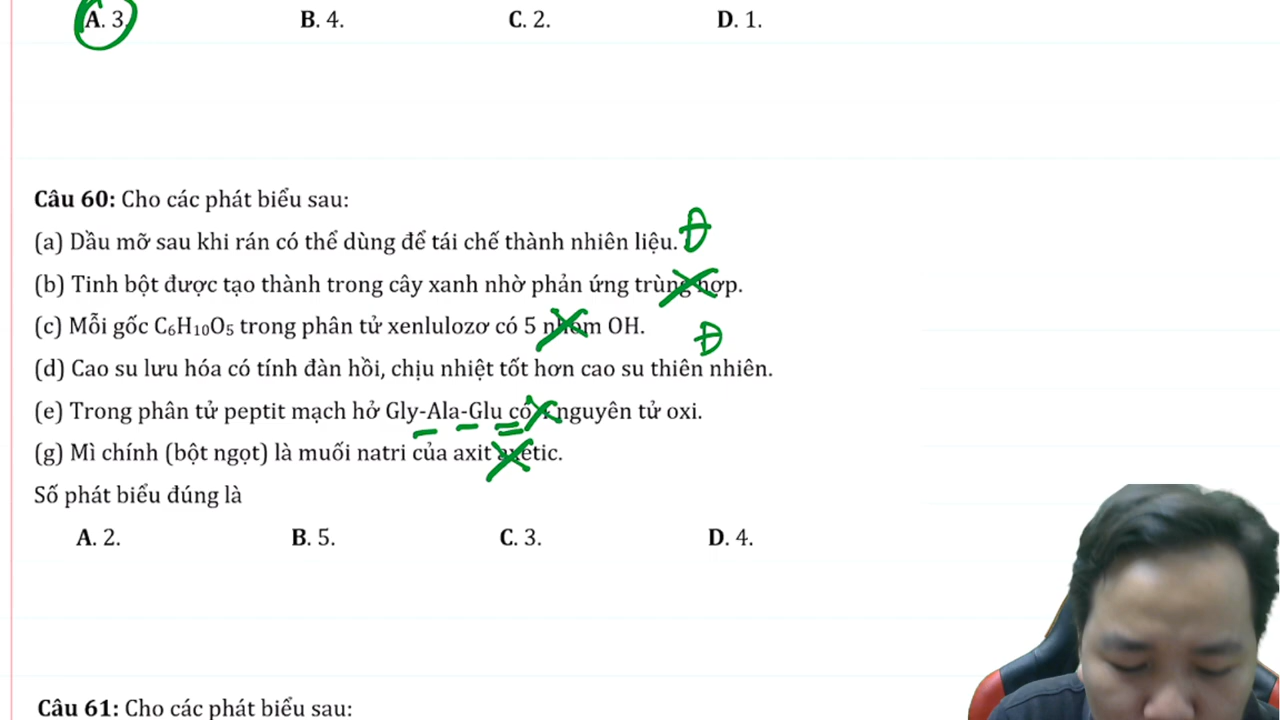 A. 3. B. 4. C. 2. D. 1.
Câu 60: Cho các phát biểu sau:
(a) Dầu mỡ sau khi rán có thể dùng để tái chế thành nhiên liệu. Đ
(b) Tinh bột được tạo thành trong cây xanh nhờ phản ứng trùng hợp.
(c) Mỗi gốc C₆H₁₀O₅ trong phân tử xenlulozơ có 5 nhóm OH.
Đ
(d) Cao su lưu hóa có tính đàn hồi, chịu nhiệt tốt hơn cao su thiên nhiên.
(e) Trong phân tử peptit mạch hở Gly-Ala-Glu có nguyên tử oxi.
(g) Mì chính (bột ngọt) là muối natri của axit axetic.
Số phát biểu đúng là
A. 2. B. 5. C. 3. D. 4.
Câu 61: Cho các phát biểu sau: